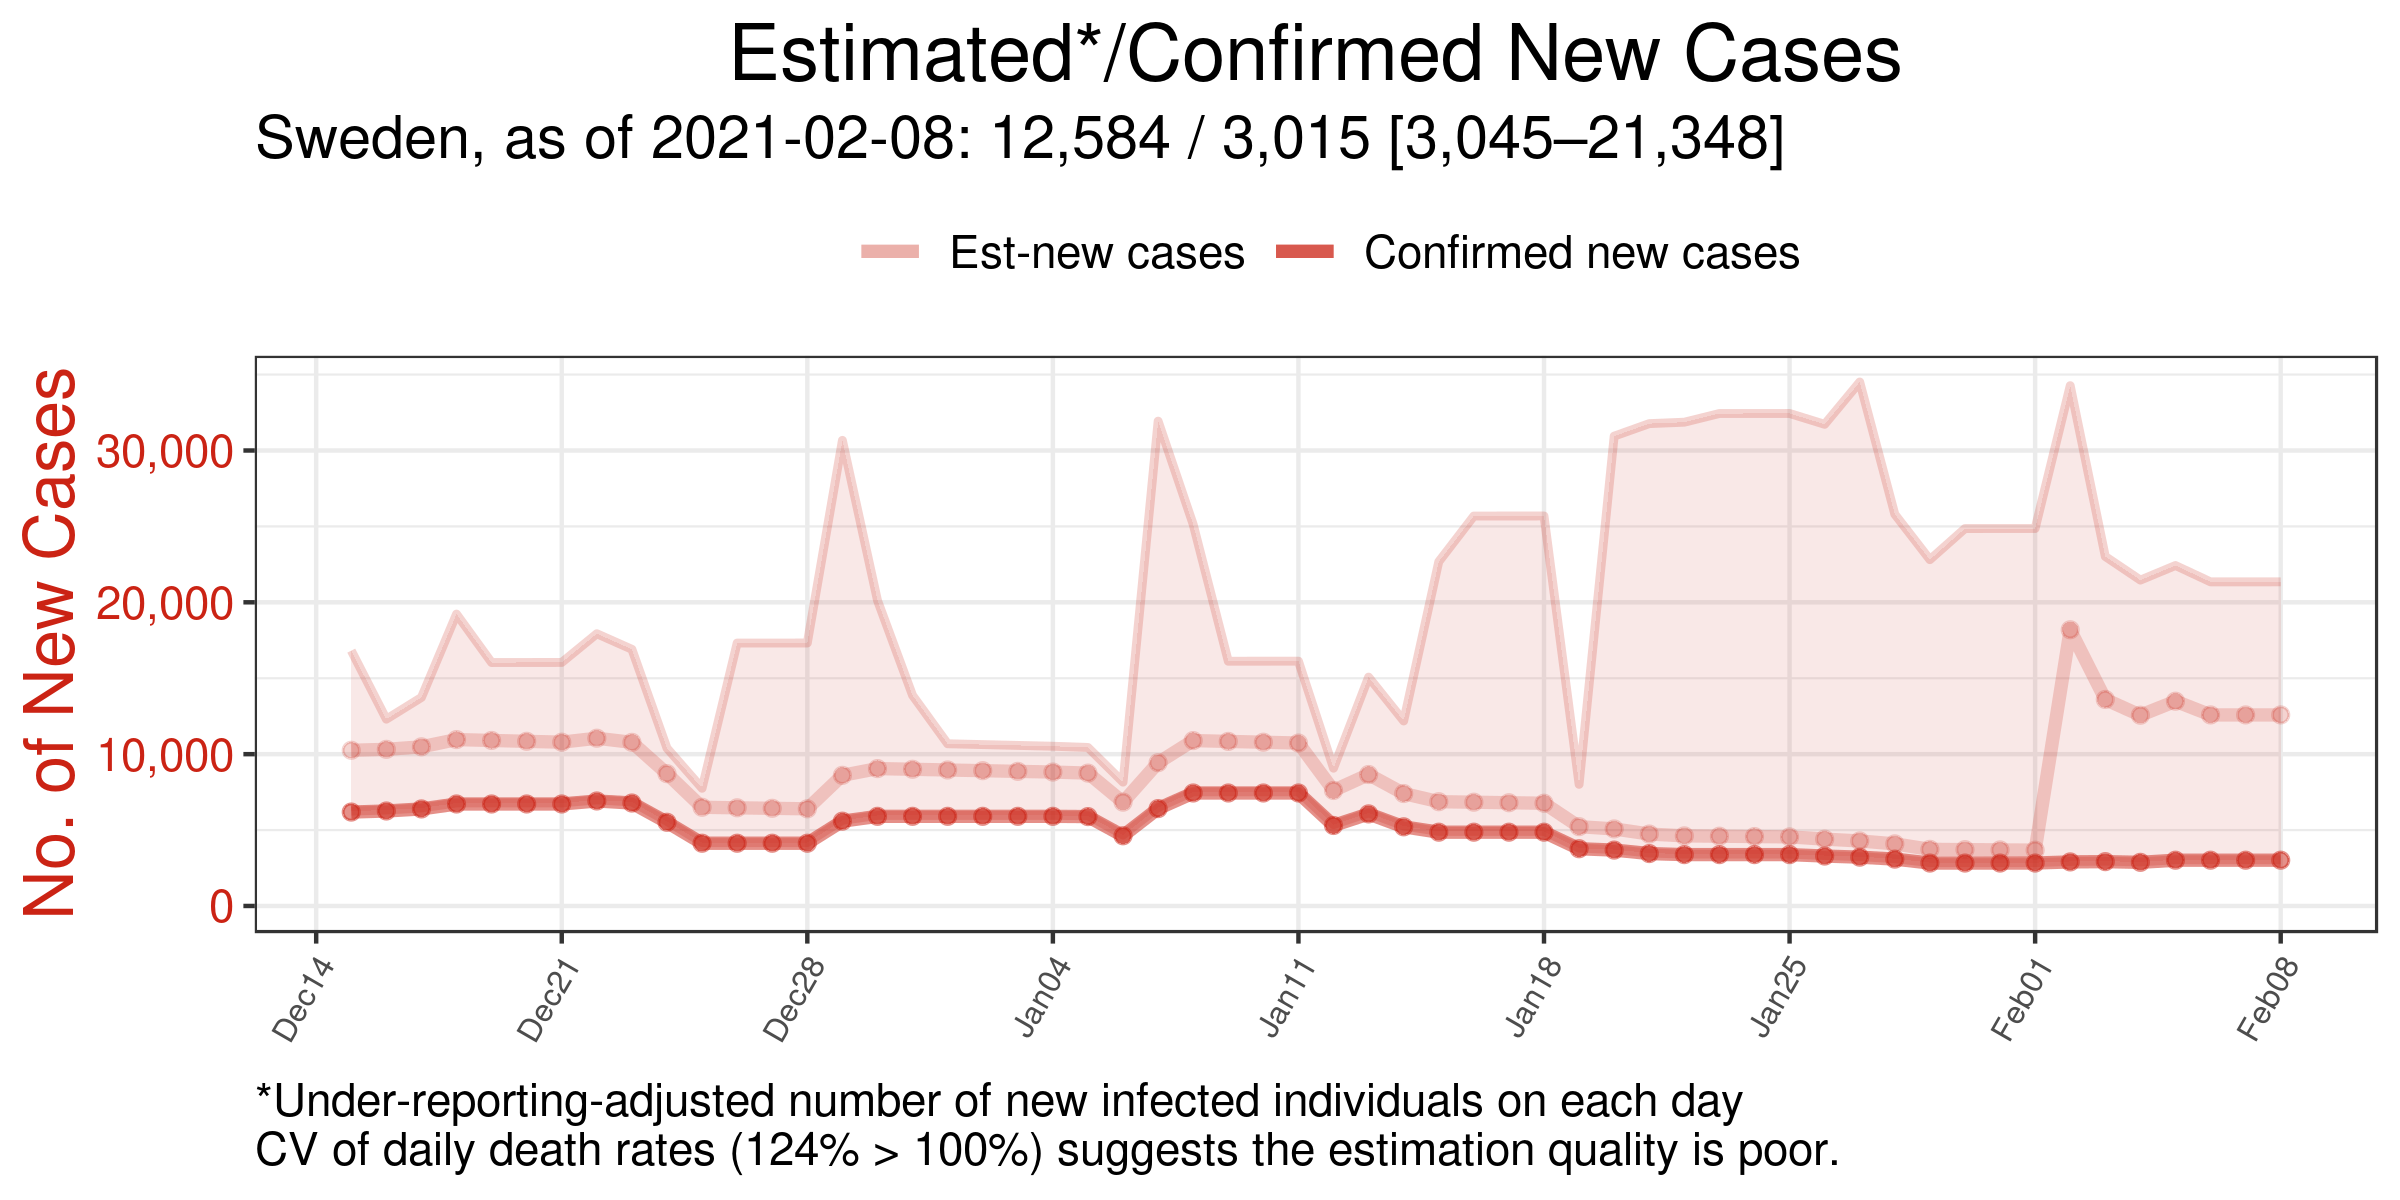 Estimated*/Confirmed New Cases
Sweden, as of 2021-02-08: 12,584 / 3,015 [3,045–21,348]
Est-new cases
Confirmed new cases
No. of New Cases
30,000
20,000
10,000
0
Dec14
Dec21
Dec28
Jan04
Jan11
Jan18
Jan25
Feb01
Feb08
*Under-reporting-adjusted number of new infected individuals on each day
CV of daily death rates (124% > 100%) suggests the estimation quality is poor.